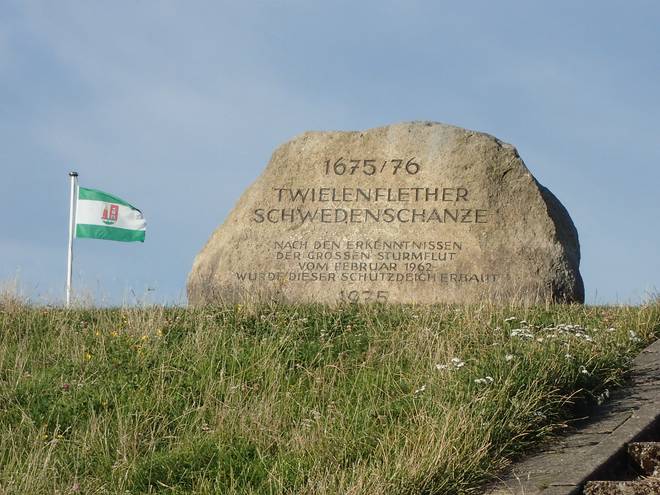 1675/76
TWIELENFLETHER
SCHWEDENSCHANZE
NACH DEN ERKENNTNISSEN
DER GROSSEN STURMFLUT
VOM FEBRUAR 1962
WURDE DIESER SCHUTZDEICH ERBAUT
1975